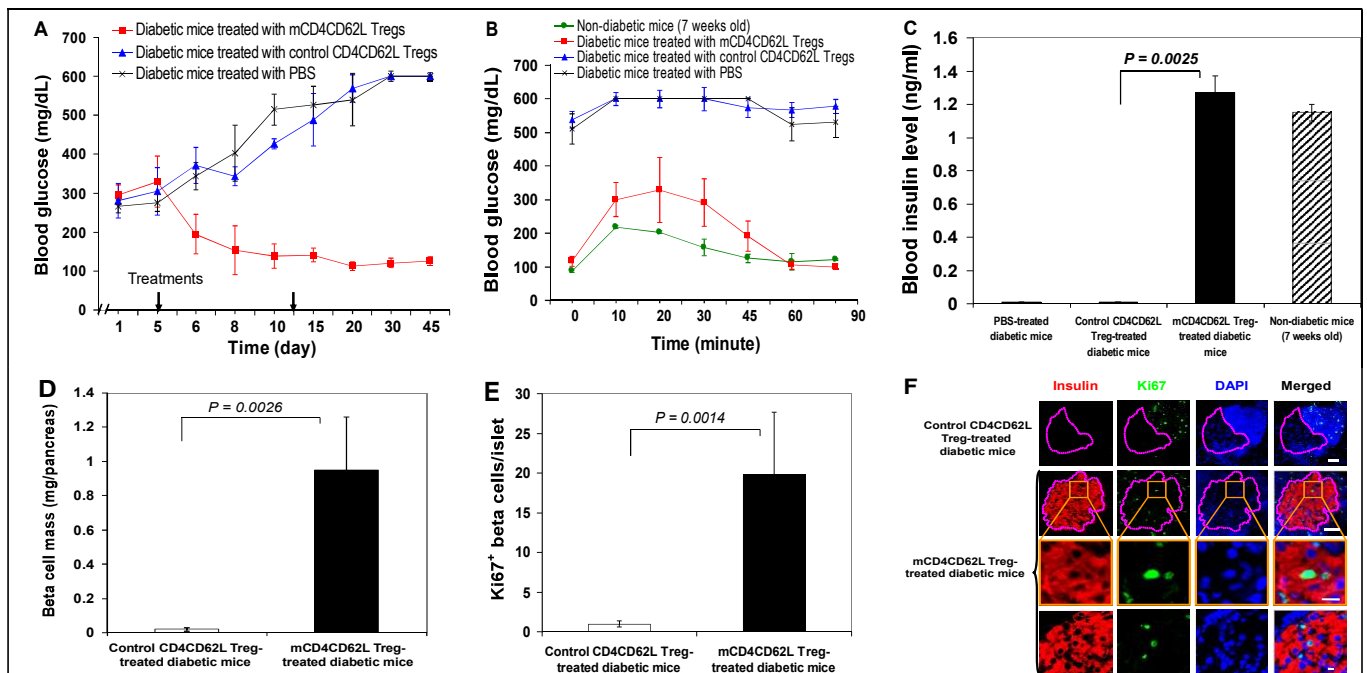 A
Diabetic mice treated with mCD4CD62L Tregs
Diabetic mice treated with control CD4CD62L Tregs
Diabetic mice treated with PBS
Blood glucose (mg/dL)
700
600
500
400
300
200
100
0
Treatments
1 5 6 8 10 15 20 30 45
Time (day)
B
Non-diabetic mice (7 weeks old)
Diabetic mice treated with mCD4CD62L Tregs
Diabetic mice treated with control CD4CD62L Tregs
Diabetic mice treated with PBS
Blood glucose (mg/dL)
700
600
500
400
300
200
100
0
0 10 20 30 45 60 90
Time (minute)
C
Blood insulin level (ng/ml)
1.6
1.4
1.2
1
0.8
0.6
0.4
0.2
0
P = 0.0025
PBS-treated
diabetic mice
Control CD4CD62L
Treg-treated
diabetic mice
mCD4CD62L Treg-
treated diabetic
mice
Non-diabetic mice
(7 weeks old)
D
Beta cell mass (mg/pancreas)
1.4
1.2
1
0.8
0.6
0.4
0.2
0
P = 0.0026
Control CD4CD62L Treg-
treated diabetic mice
mCD4CD62L Treg-
treated diabetic mice
E
Ki67+ beta cells/islet
30
25
20
15
10
5
0
P = 0.0014
Control CD4CD62L Treg-
treated diabetic mice
mCD4CD62L Treg-
treated diabetic mice
F
Insulin Ki67 DAPI Merged
Control CD4CD62L
Treg-treated
diabetic mice
mCD4CD62L Treg-
treated diabetic mice